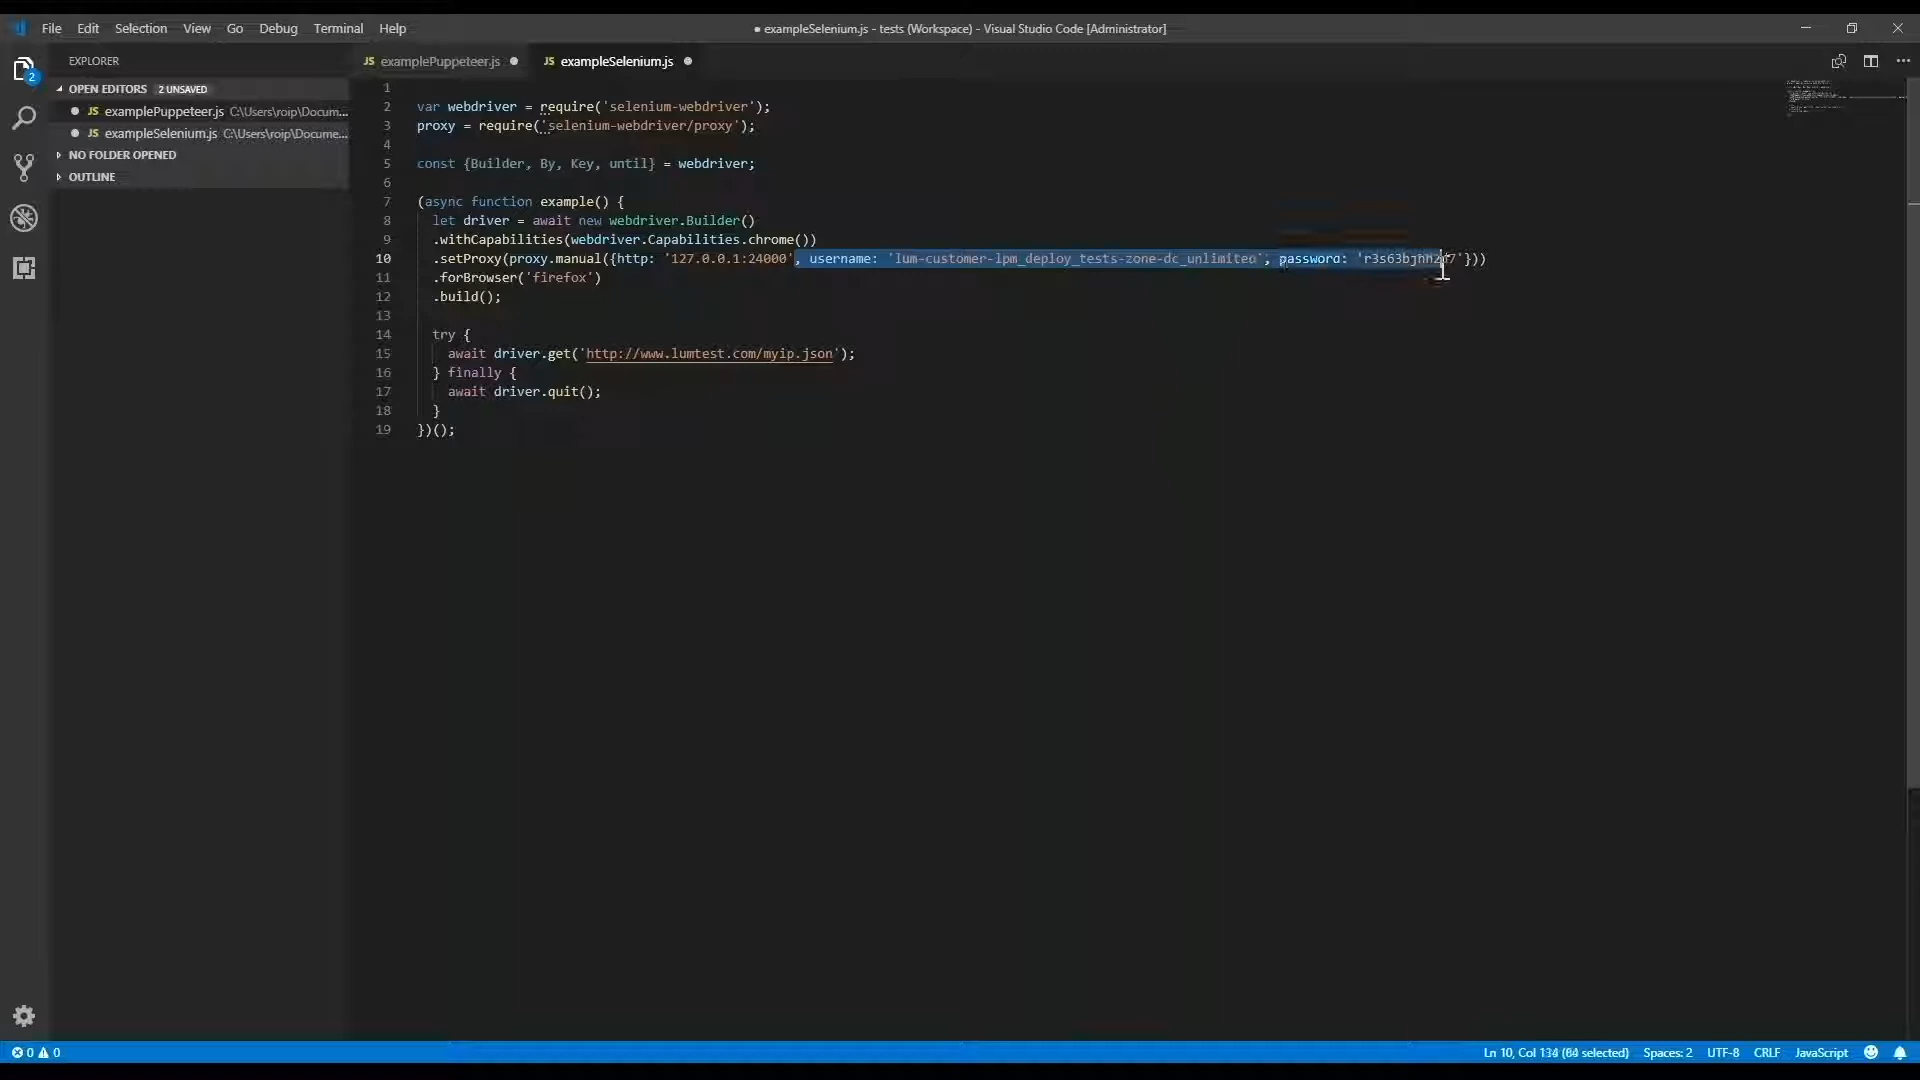 File Edit Selection View Go Debug Terminal Help
● exampleSelenium.js - tests (Workspace) - Visual Studio Code [Administrator]
EXPLORER
JS examplePuppeteer.js ●
JS exampleSelenium.js ●
2
OPEN EDITORS 2 UNSAVED
● JS examplePuppeteer.js C:\Users\roip\Docum...
● JS exampleSelenium.js C:\Users\roip\Docume...
NO FOLDER OPENED
OUTLINE
1
2 var webdriver = require('selenium-webdriver');
3 proxy = require('selenium-webdriver/proxy');
4
5 const {Builder, By, Key, until} = webdriver;
6
7 (async function example() {
8 let driver = await new webdriver.Builder()
9 .withCapabilities(webdriver.Capabilities.chrome())
10 .setProxy(proxy.manual({http: '127.0.0.1:24000', username: 'lum-customer-lpm_deploy_tests-zone-dc_unlimited', password:
11 .forBrowser('firefox')
12 .build();
13
14 try {
15 await driver.get('http://www.lumtest.com/myip.json');
16 } finally {
17 await driver.quit();
18 }
19 })();
0 0
Ln 10, Col 134 (64 selected) Spaces: 2 UTF-8 CRLF JavaScript